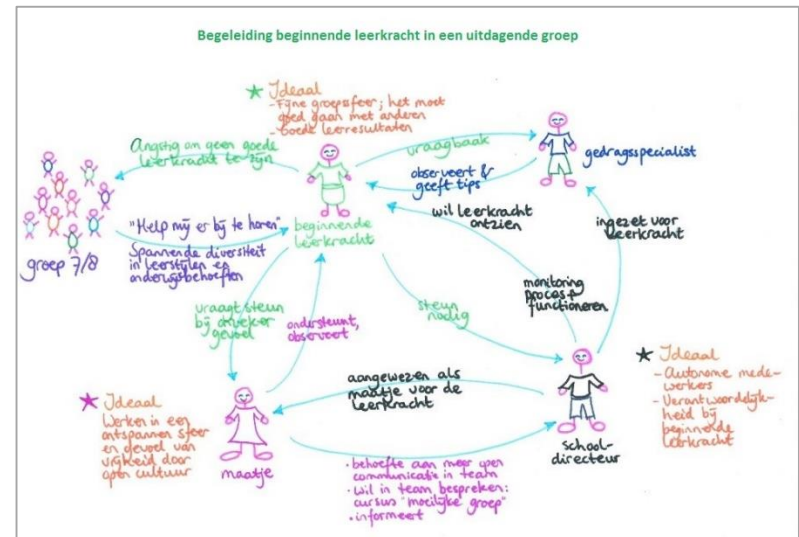 Begeleiding beginnende leerkracht in een uitdagende groep
Ideaal
- Fijne groepsfeer; het moet
goed gaan met anderen
- Goede leerresultaten
Angstig om geen goede
leerkracht te zijn
vraagbaak
gedragsspecialist
observeert &
geeft tips
"Help mij er bij te horen"
beginnende
leerkracht
wil leerkracht
ontzien
ingezet voor
leerkracht
groep 7/8
Spannende diversiteit
in leerstijlen en
onderwijsbehoeften
vraagt steun
bij onzeker
gevoel
ondersteunt,
observeert
steun
nodig
monitoring
proces &
functioneren
Ideaal
Werken in een
ontspannen sfeer
en gevoel van
vrijheid door
open cultuur
maatje
aangewezen als
maatje voor de
leerkracht
school-
directeur
Ideaal
- Autonome mede-
werkers
- Verantwoordelijk-
heid bij
beginnende
leerkracht
• behoefte aan meer open
communicatie in team
• wil in team bespreken:
cursus "moeilijke groep"
• informeert